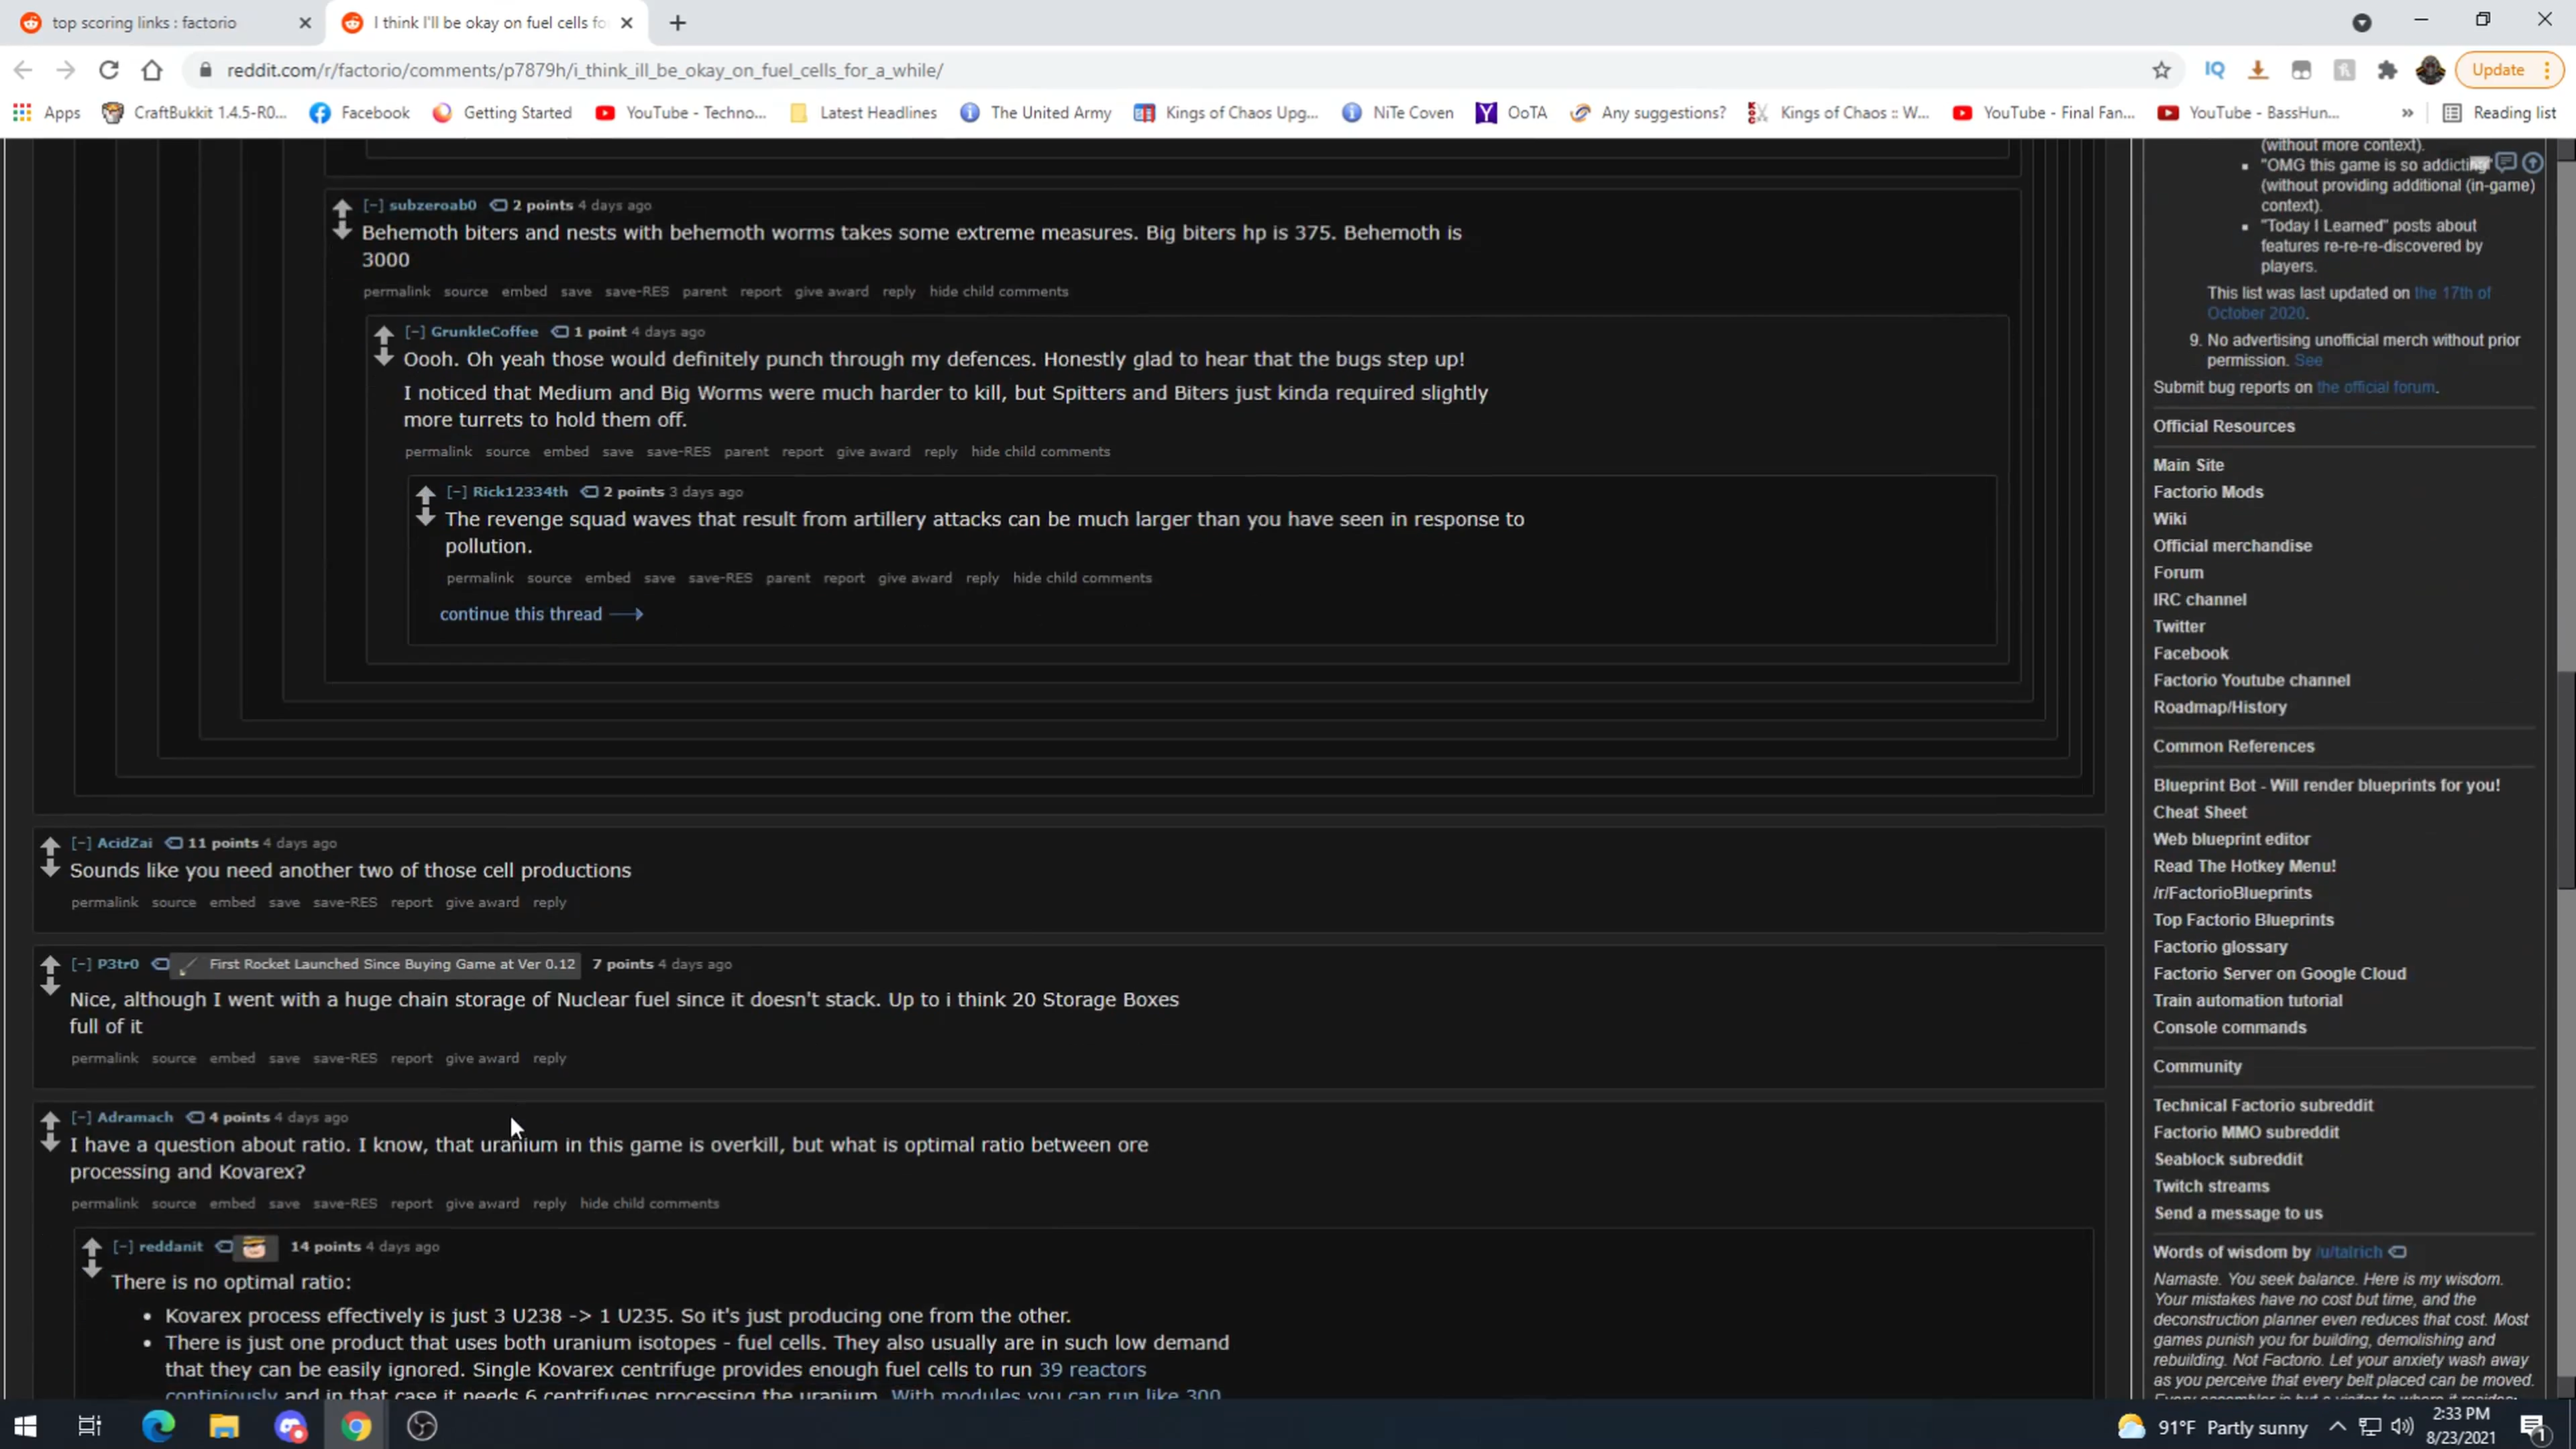 top scoring links : factorio
I think I'll be okay on fuel cells fo
reddit.com/r/factorio/comments/p7879h/i_think_ill_be_okay_on_fuel_cells_for_a_while/
Update
Apps
CraftBukkit 1.4.5-R0...
Facebook
Getting Started
YouTube - Techno...
Latest Headlines
The United Army
Kings of Chaos Upg...
NiTe Coven
OoTA
Any suggestions?
Kings of Chaos :: W...
YouTube - Final Fan...
YouTube - BassHun...
»
Reading list
[-] subzeroab0 2 points 4 days ago
Behemoth biters and nests with behemoth worms takes some extreme measures. Big biters hp is 375. Behemoth is
3000
permalink source embed save save-RES parent report give award reply hide child comments
[-] GrunkleCoffee 1 point 4 days ago
Oooh. Oh yeah those would definitely punch through my defences. Honestly glad to hear that the bugs step up!
I noticed that Medium and Big Worms were much harder to kill, but Spitters and Biters just kinda required slightly
more turrets to hold them off.
permalink source embed save save-RES parent report give award reply hide child comments
[-] Rick12334th 2 points 3 days ago
The revenge squad waves that result from artillery attacks can be much larger than you have seen in response to
pollution.
permalink source embed save save-RES parent report give award reply hide child comments
continue this thread
[-] AcidZai 11 points 4 days ago
Sounds like you need another two of those cell productions
permalink source embed save save-RES report give award reply
[-] P3tr0 First Rocket Launched Since Buying Game at Ver 0.12 7 points 4 days ago
Nice, although I went with a huge chain storage of Nuclear fuel since it doesn't stack. Up to i think 20 Storage Boxes
full of it
permalink source embed save save-RES report give award reply
[-] Adramach 4 points 4 days ago
I have a question about ratio. I know, that uranium in this game is overkill, but what is optimal ratio between ore
processing and Kovarex?
permalink source embed save save-RES report give award reply hide child comments
[-] reddanit 14 points 4 days ago
There is no optimal ratio:
• Kovarex process effectively is just 3 U238 -> 1 U235. So it's just producing one from the other.
• There is just one product that uses both uranium isotopes - fuel cells. They also usually are in such low demand
that they can be easily ignored. Single Kovarex centrifuge provides enough fuel cells to run 39 reactors
continiously and in that case it needs 6 centrifuges processing the uranium. With modules you can run like 300
(without more context).
"OMG this game is so addicting"
(without providing additional (in-game)
context).
"Today I Learned" posts about
features re-re-re-discovered by
players.
This list was last updated on the 17th of
October 2020.
9. No advertising unofficial merch without prior
permission. See
Submit bug reports on the official forum.
Official Resources
Main Site
Factorio Mods
Wiki
Official merchandise
Forum
IRC channel
Twitter
Facebook
Factorio Youtube channel
Roadmap/History
Common References
Blueprint Bot - Will render blueprints for you!
Cheat Sheet
Web blueprint editor
Read The Hotkey Menu!
/r/FactorioBlueprints
Top Factorio Blueprints
Factorio glossary
Factorio Server on Google Cloud
Train automation tutorial
Console commands
Community
Technical Factorio subreddit
Factorio MMO subreddit
Seablock subreddit
Twitch streams
Send a message to us
Words of wisdom by /u/talrich
Namaste. You seek balance. Here is my wisdom.
Your mistakes have no cost but time, and the
deconstruction planner even reduces that cost. Most
games punish you for building, demolishing and
rebuilding. Not Factorio. Let your anxiety wash away
as you perceive that every belt placed can be moved.
Every assembler is but a visitor to where it resides;
91°F Partly sunny
2:33 PM
8/23/2021
1